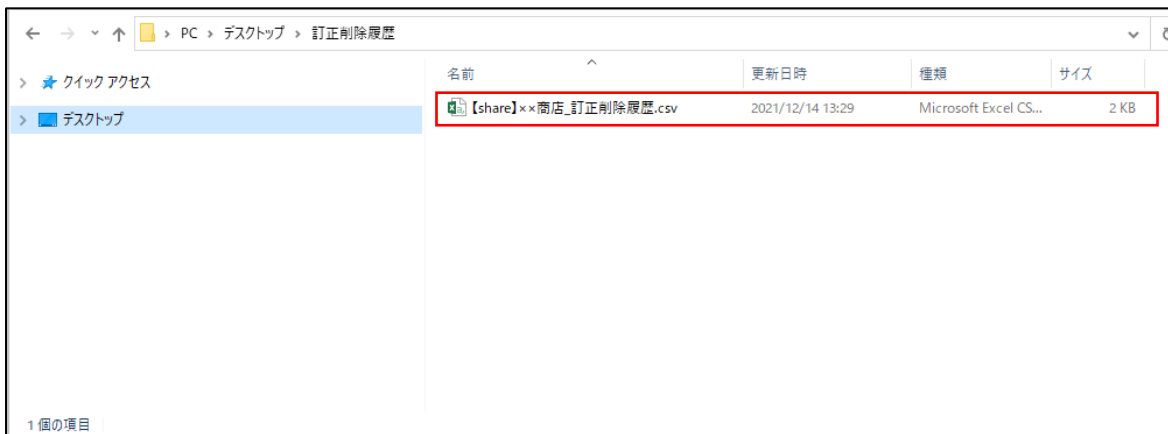 PC › デスクトップ › 訂正削除履歴
クイック アクセス
デスクトップ
名前 更新日時 種類 サイズ
【share】××商店_訂正削除履歴.csv 2021/12/14 13:29 Microsoft Excel CS... 2 KB
1 個の項目